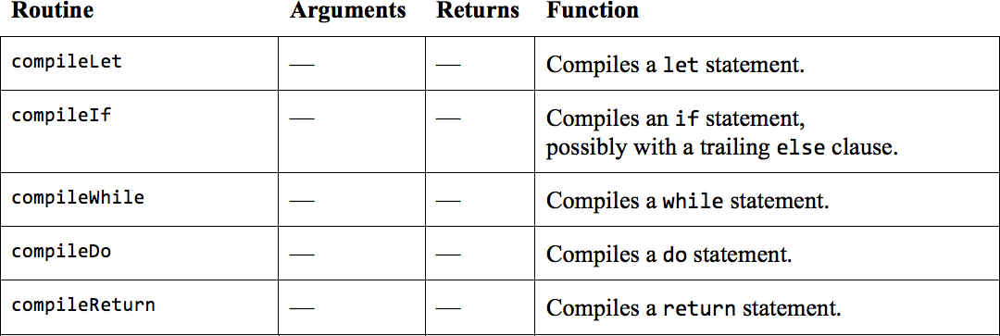 Routine Arguments Returns Function
compileLet — — Compiles a let statement.
compileIf — — Compiles an if statement,
possibly with a trailing else clause.
compileWhile — — Compiles a while statement.
compileDo — — Compiles a do statement.
compileReturn — — Compiles a return statement.